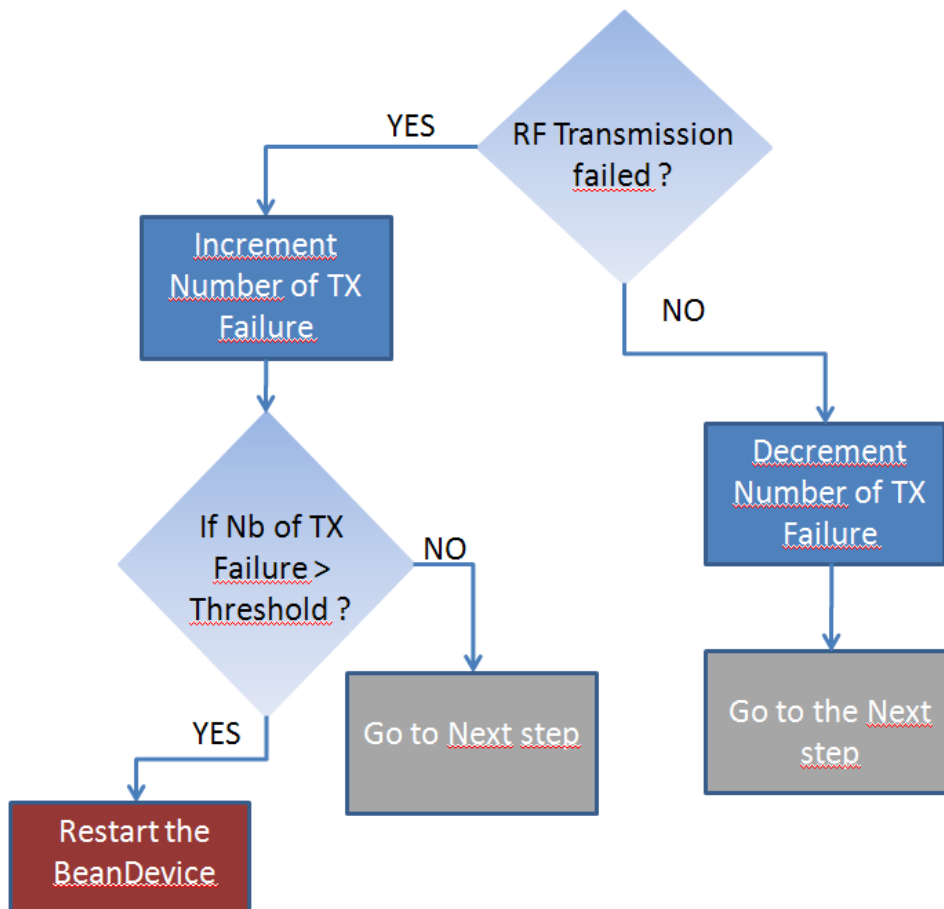 RF Transmission
failed ?
YES
Increment
Number of TX
Failure
NO
If Nb of TX
Failure >
Threshold ?
NO
YES
Decrement
Number of TX
Failure
Go to Next step
Go to the Next
step
Restart the
BeanDevice